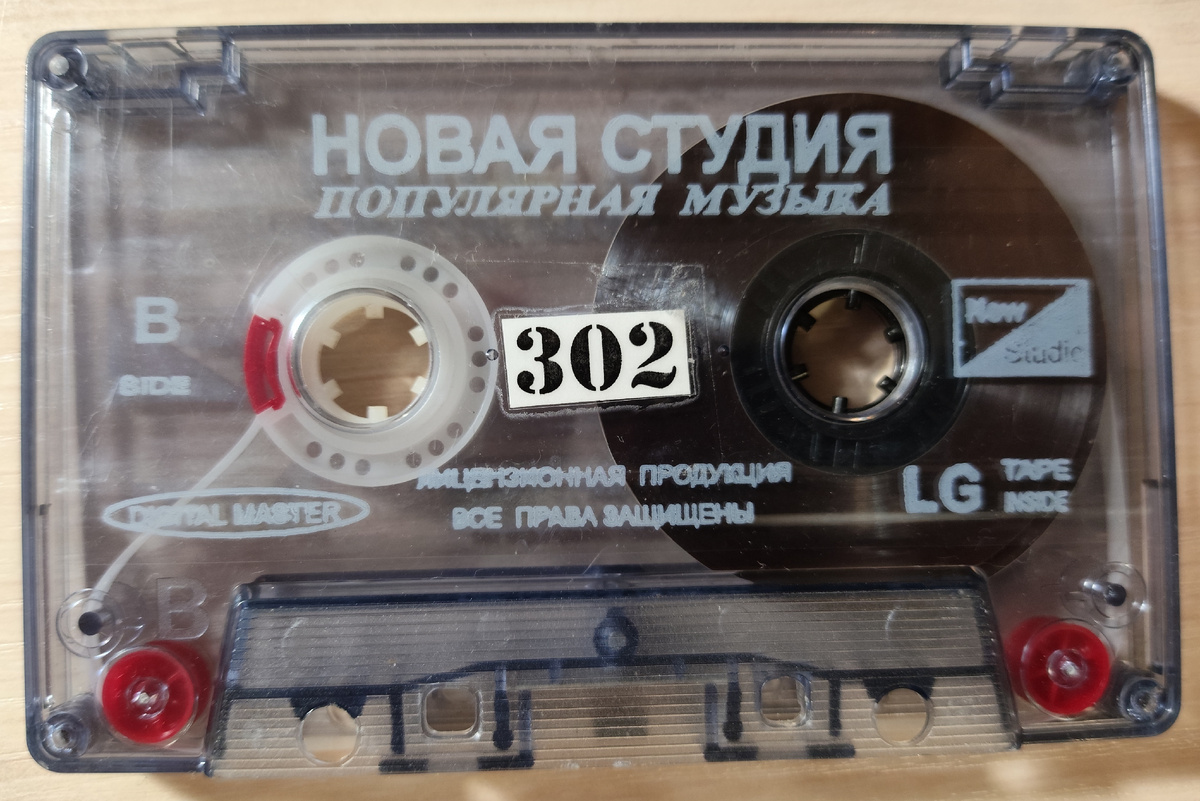 НОВАЯ СТУДИЯ
ПОПУЛЯРНАЯ МУЗЫКА
B
SIDE
302
New
Studio
ЛИЦЕНЗИОННАЯ ПРОДУКЦИЯ
ВСЕ ПРАВА ЗАЩИЩЕНЫ
DIGITAL MASTER
LG TAPE
INSIDE
B